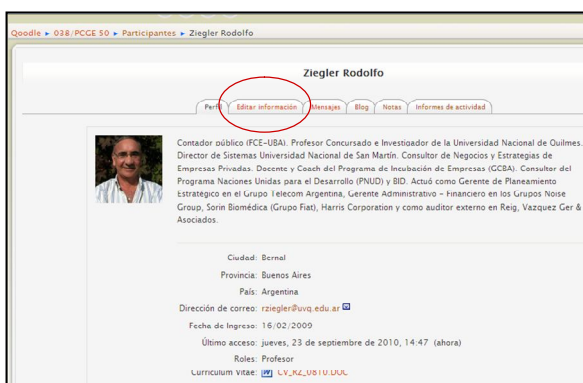 Qoodle ► 038/PCGE 50 ► Participantes ► Ziegler Rodolfo
Ziegler Rodolfo
Perfil Editar información Mensajes Blog Notas Informes de actividad
Contador público (FCE-UBA). Profesor Concursado e Investigador de la Universidad Nacional de Quilmes.
Director de Sistemas Universidad Nacional de San Martín. Consultor de Negocios y Estrategias de
Empresas Privadas. Docente y Coach del Programa de Incubación de Empresas (GCBA). Consultor del
Programa Naciones Unidas para el Desarrollo (PNUD) y BID. Actuó como Gerente de Planeamiento
Estratégico en el Grupo Telecom Argentina, Gerente Administrativo - Financiero en los Grupos Noise
Group, Sorin Biomédica (Grupo Fiat), Harris Corporation y como auditor externo en Reig, Vazquez Ger &
Asociados.
Ciudad: Bernal
Provincia: Buenos Aires
País: Argentina
Dirección de correo: rziegler@uvq.edu.ar
Fecha de Ingreso: 16/02/2009
Último acceso: jueves, 23 de septiembre de 2010, 14:47 (ahora)
Roles: Profesor
Curriculum Vitae: CV_RZ_0810.DOC